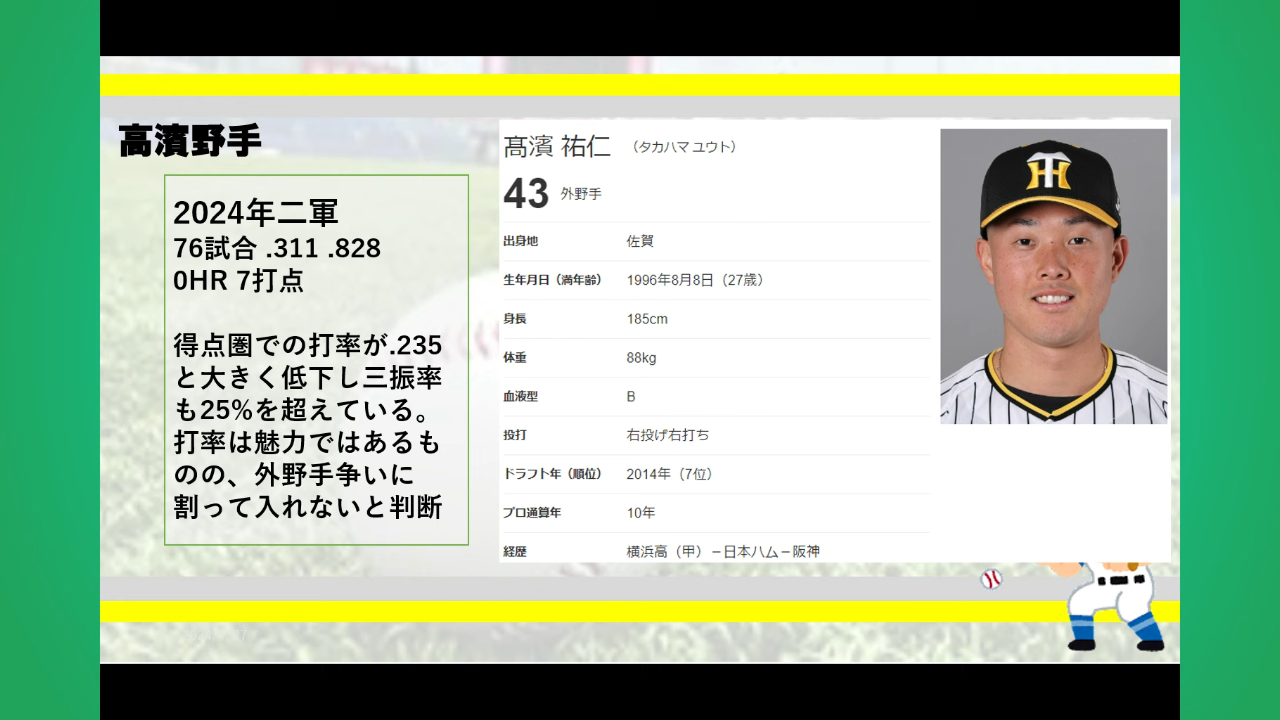 高濱野手
2024年二軍
76試合 .311 .828
0HR 7打点
得点圏での打率が.235
と大きく低下し三振率
も25%を超えている。
打率は魅力ではあるも
のの、外野手争いに
割って入れないと判断
髙濱 祐仁 （タカハマ ユウト）
43 外野手
出身地 佐賀
生年月日（満年齢） 1996年8月8日（27歳）
身長 185cm
体重 88kg
血液型 B
投打 右投げ右打ち
ドラフト年（順位） 2014年（7位）
プロ通算年 10年
経歴 横浜高（甲）－日本ハム－阪神